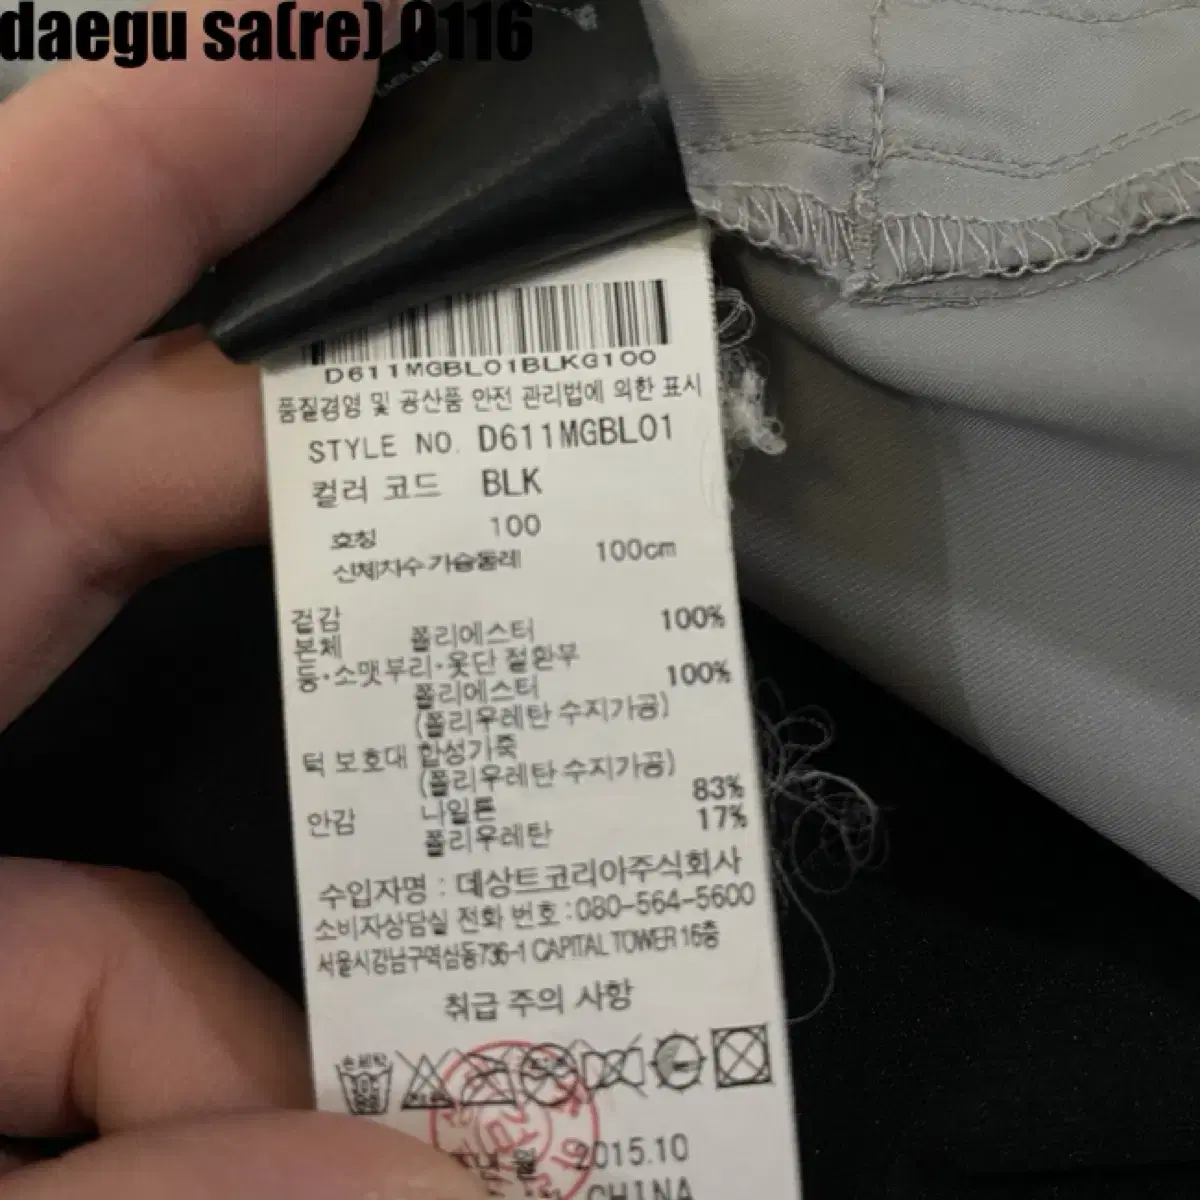 daegu sa(re) 0116
D611MGBL01BLKG100
품질경영 및 공산품 안전 관리법에 의한 표시
STYLE NO. D611MGBL01
컬러 코드 BLK
호칭 100
신체치수 가슴둘레 100cm
겉감
본체 폴리에스터 100%
등·소맷부리·옷단 절환부
폴리에스터 100%
(폴리우레탄 수지가공)
턱 보호대 합성가죽
(폴리우레탄 수지가공)
안감 나일론 83%
폴리우레탄 17%
수입자명 : 데상트코리아주식회사
소비자상담실 전화 번호 : 080-564-5600
서울시강남구역삼동736-1 CAPITAL TOWER 16층
취급 주의 사항
손세탁
2015.10
CHINA